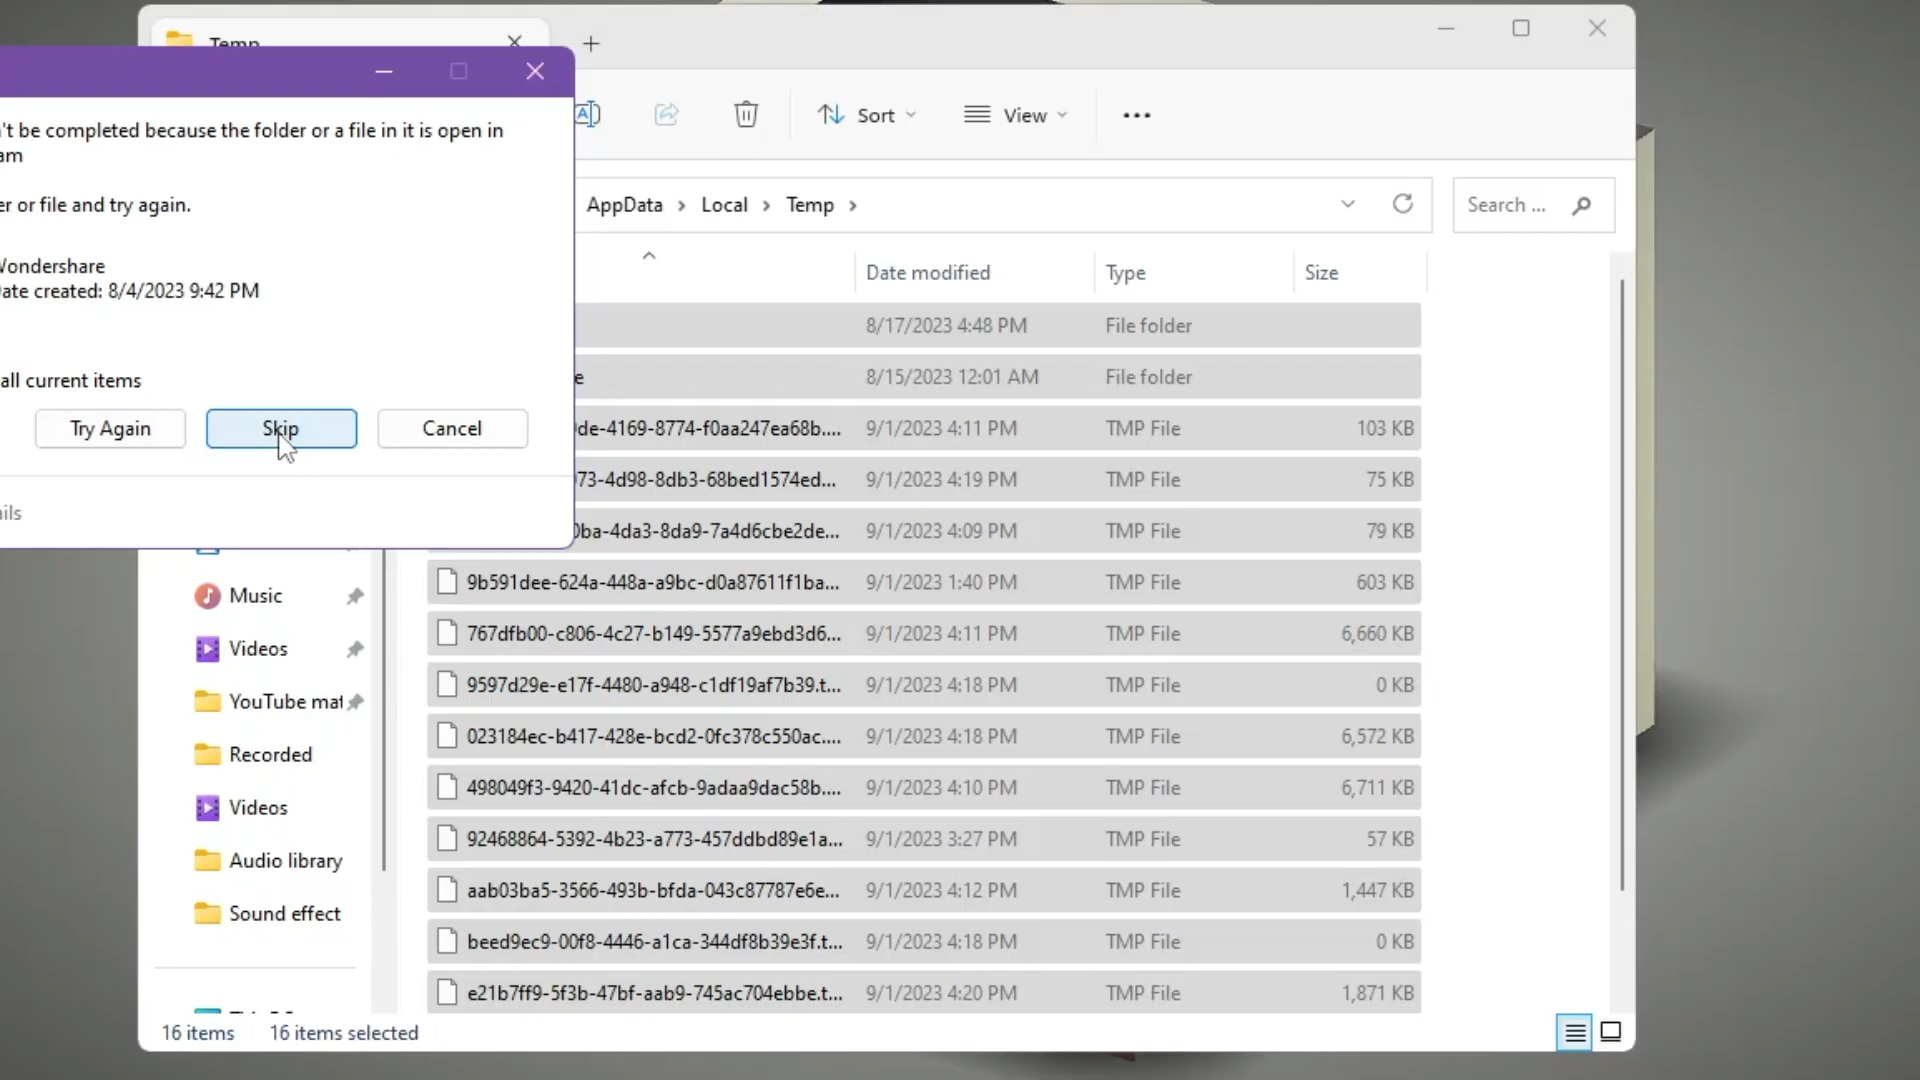 Temp
't be completed because the folder or a file in it is open in
am
er or file and try again.
Wondershare
ate created: 8/4/2023 9:42 PM
all current items
Try Again
Skip
Cancel
ails
Sort
View
AppData
Local
Temp
Search ...
Date modified
Type
Size
8/17/2023 4:48 PM File folder
e 8/15/2023 12:01 AM File folder
de-4169-8774-f0aa247ea68b.... 9/1/2023 4:11 PM TMP File 103 KB
73-4d98-8db3-68bed1574ed... 9/1/2023 4:19 PM TMP File 75 KB
ba-4da3-8da9-7a4d6cbe2de... 9/1/2023 4:09 PM TMP File 79 KB
9b591dee-624a-448a-a9bc-d0a87611f1ba... 9/1/2023 1:40 PM TMP File 603 KB
767dfb00-c806-4c27-b149-5577a9ebd3d6... 9/1/2023 4:11 PM TMP File 6,660 KB
9597d29e-e17f-4480-a948-c1df19af7b39.t... 9/1/2023 4:18 PM TMP File 0 KB
023184ec-b417-428e-bcd2-0fc378c550ac.... 9/1/2023 4:18 PM TMP File 6,572 KB
498049f3-9420-41dc-afcb-9adaa9dac58b.... 9/1/2023 4:10 PM TMP File 6,711 KB
92468864-5392-4b23-a773-457ddbd89e1a... 9/1/2023 3:27 PM TMP File 57 KB
aab03ba5-3566-493b-bfda-043c87787e6e... 9/1/2023 4:12 PM TMP File 1,447 KB
beed9ec9-00f8-4446-a1ca-344df8b39e3f.t... 9/1/2023 4:18 PM TMP File 0 KB
e21b7ff9-5f3b-47bf-aab9-745ac704ebbe.t... 9/1/2023 4:20 PM TMP File 1,871 KB
Music
Videos
YouTube mat
Recorded
Videos
Audio library
Sound effect
16 items
16 items selected